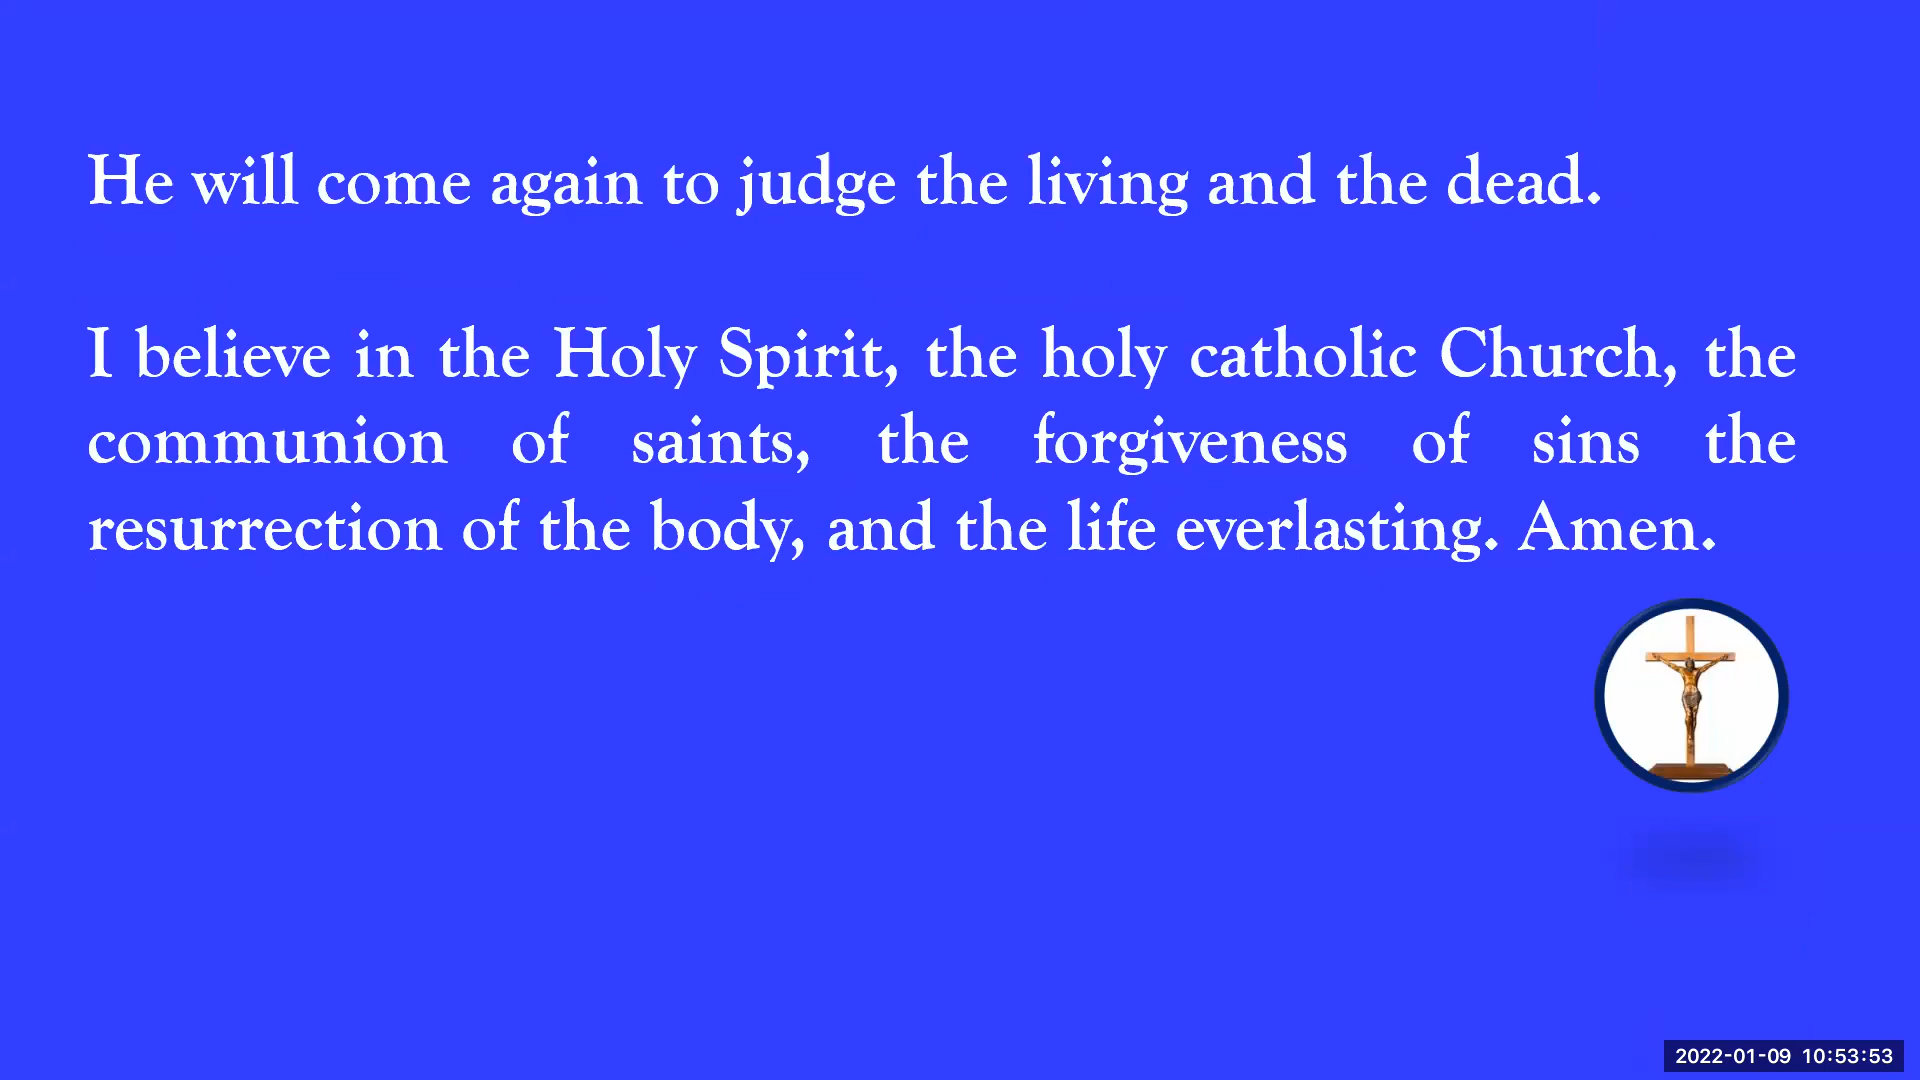 He will come again to judge the living and the dead.
I believe in the Holy Spirit, the holy catholic Church, the
communion of saints, the forgiveness of sins the
resurrection of the body, and the life everlasting. Amen.
2022-01-09 10:53:53